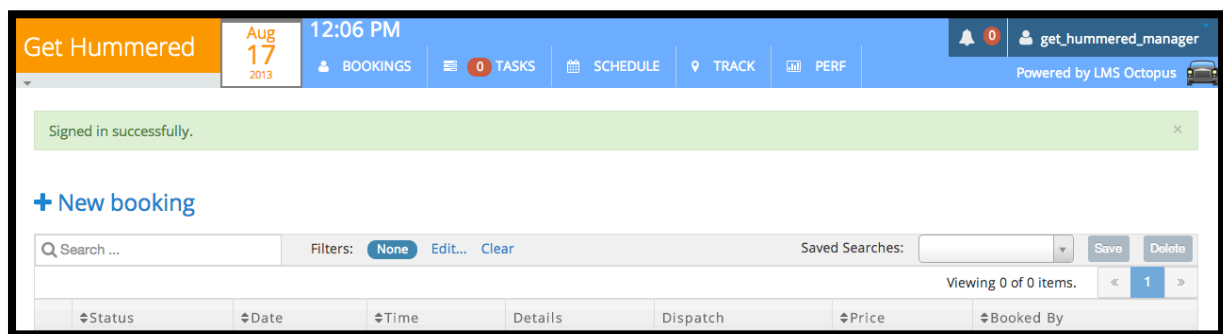 Get Hummered
Aug
17
2013
12:06 PM
BOOKINGS
0 TASKS
SCHEDULE
TRACK
PERF
0
get_hummered_manager
Powered by LMS Octopus
Signed in successfully.
×
+ New booking
Search ...
Filters: None Edit... Clear
Saved Searches:
Save
Delete
Viewing 0 of 0 items.
«
1
»
Status
Date
Time
Details
Dispatch
Price
Booked By